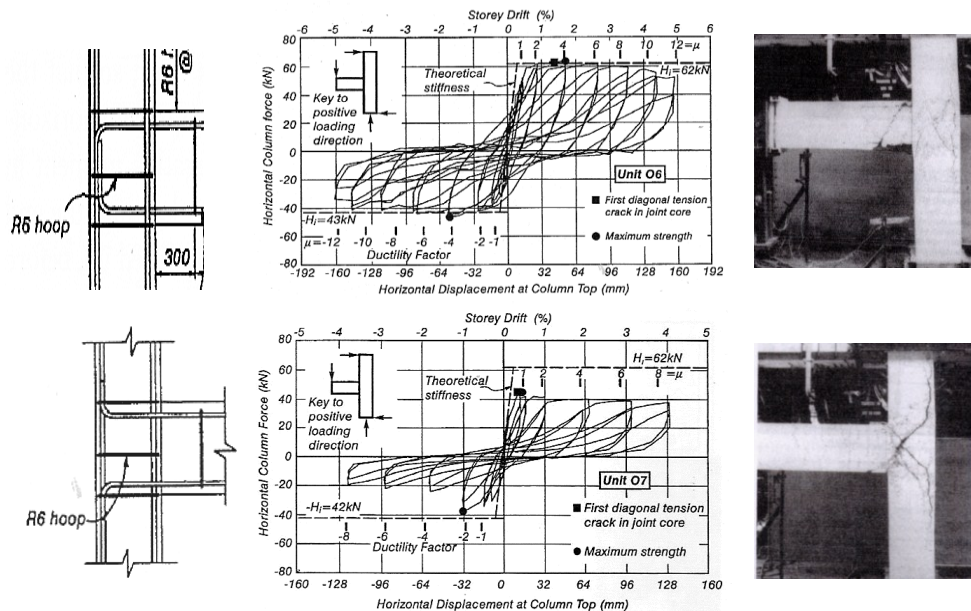 R6
@
R6 hoop
300
Storey Drift (%)
-6 -5 -4 -3 -2 -1 0 1 2 3 4 5 6
1 2 4 6 8 10 12=μ
Hi=62kN
Theoretical stiffness
Key to positive loading direction
Horizontal Column force (kN)
80
60
40
20
0
-20
-40
-60
-80
Unit O6
First diagonal tension crack in joint core
Maximum strength
-Hi=43kN
μ=-12 -10 -8 -6 -4 -2 -1
Ductility Factor
-192 -160 -128 -96 -64 -32 0 32 64 96 128 160 192
Horizontal Displacement at Column Top (mm)
R6 hoop
Storey Drift (%)
-5 -4 -3 -2 -1 0 1 2 3 4 5
Hi=62kN
1 2 4 6 8 =μ
Theoretical stiffness
Key to positive loading direction
Horizontal Column Force (kN)
80
60
40
20
0
-20
-40
-60
-80
Unit O7
First diagonal tension crack in joint core
Maximum strength
-Hi=42kN
-8 -6 -4 -2 -1
Ductility Factor
-160 -128 -96 -64 -32 0 32 64 96 128 160
Horizontal Displacement at Column Top (mm)